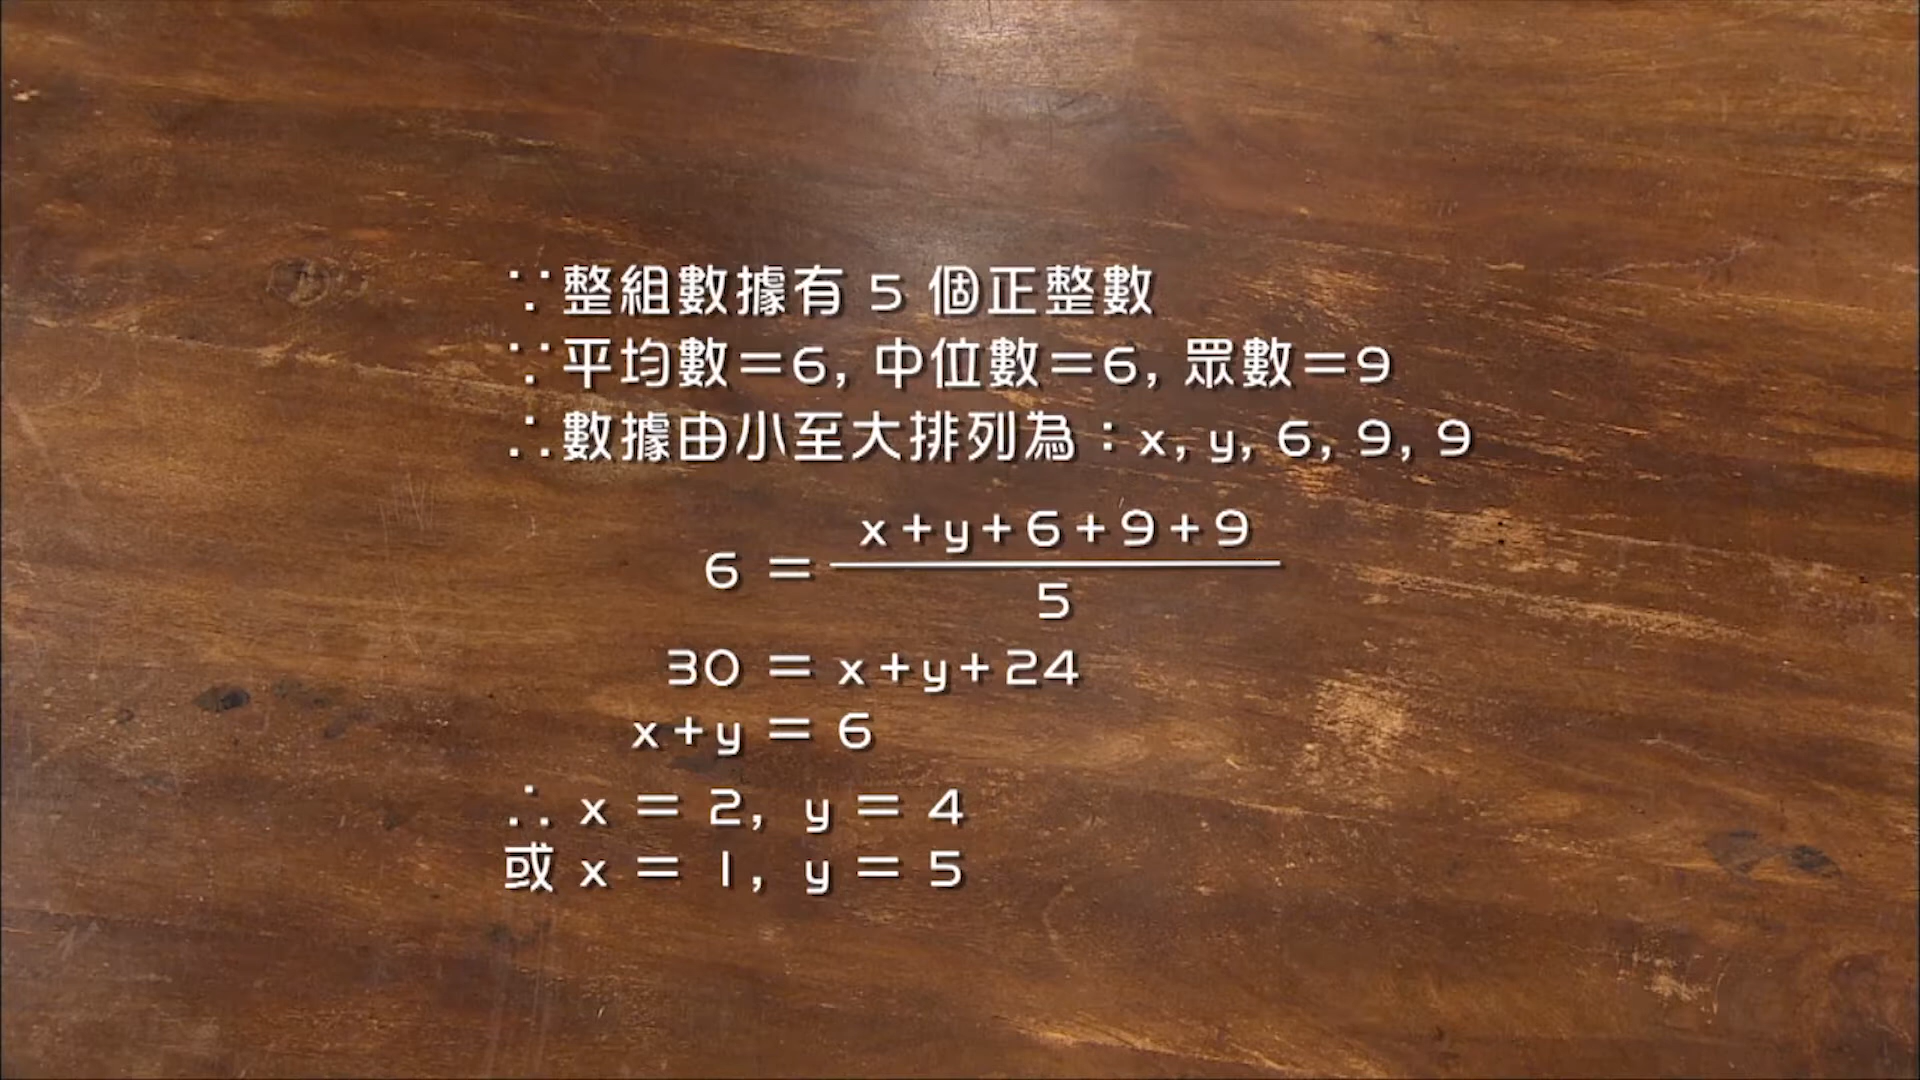 ∵整組數據有 5 個正整數
∵平均數=6, 中位數=6, 眾數=9
∴數據由小至大排列為：x, y, 6, 9, 9
6 = (x+y+6+9+9)/5
30 = x+y+24
x+y = 6
∴ x = 2, y = 4
或 x = 1, y = 5